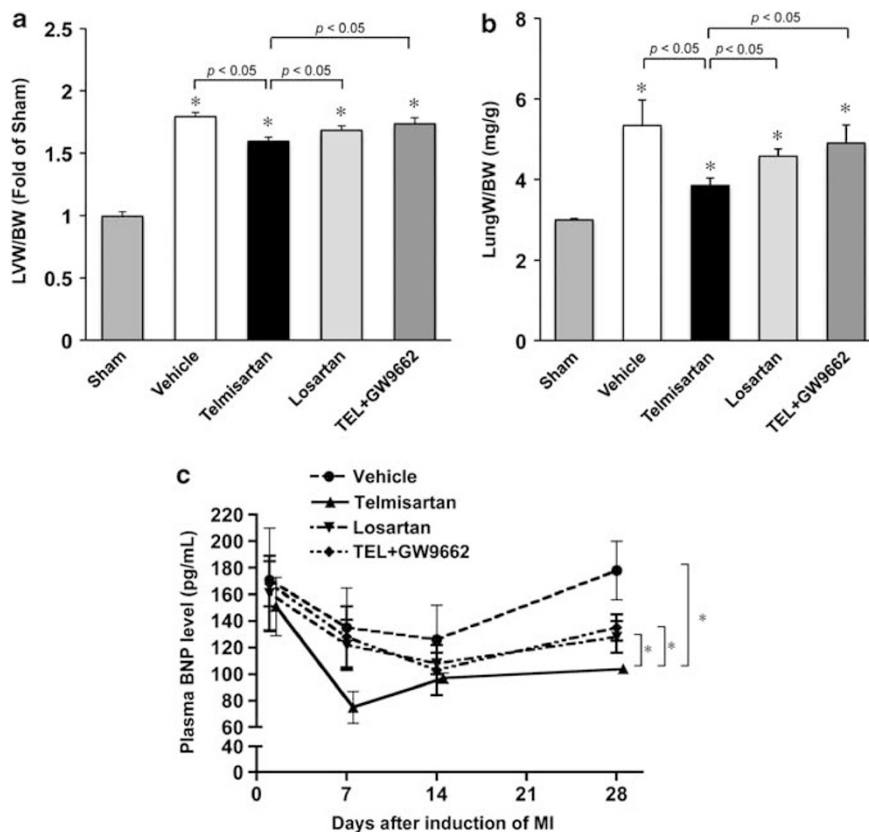 a
LVW/BW (Fold of Sham)
2.5
2
1.5
1
0.5
0
p < 0.05
p < 0.05
p < 0.05
*
*
*
*
Sham
Vehicle
Telmisartan
Losartan
TEL+GW9662
b
LungW/BW (mg/g)
8
6
4
2
0
p < 0.05
p < 0.05
p < 0.05
*
*
*
*
Sham
Vehicle
Telmisartan
Losartan
TEL+GW9662
c
Vehicle
Telmisartan
Losartan
TEL+GW9662
Plasma BNP level (pg/mL)
220
200
180
160
140
120
100
80
60
40
0
*
*
*
0
7
14
21
28
Days after induction of MI